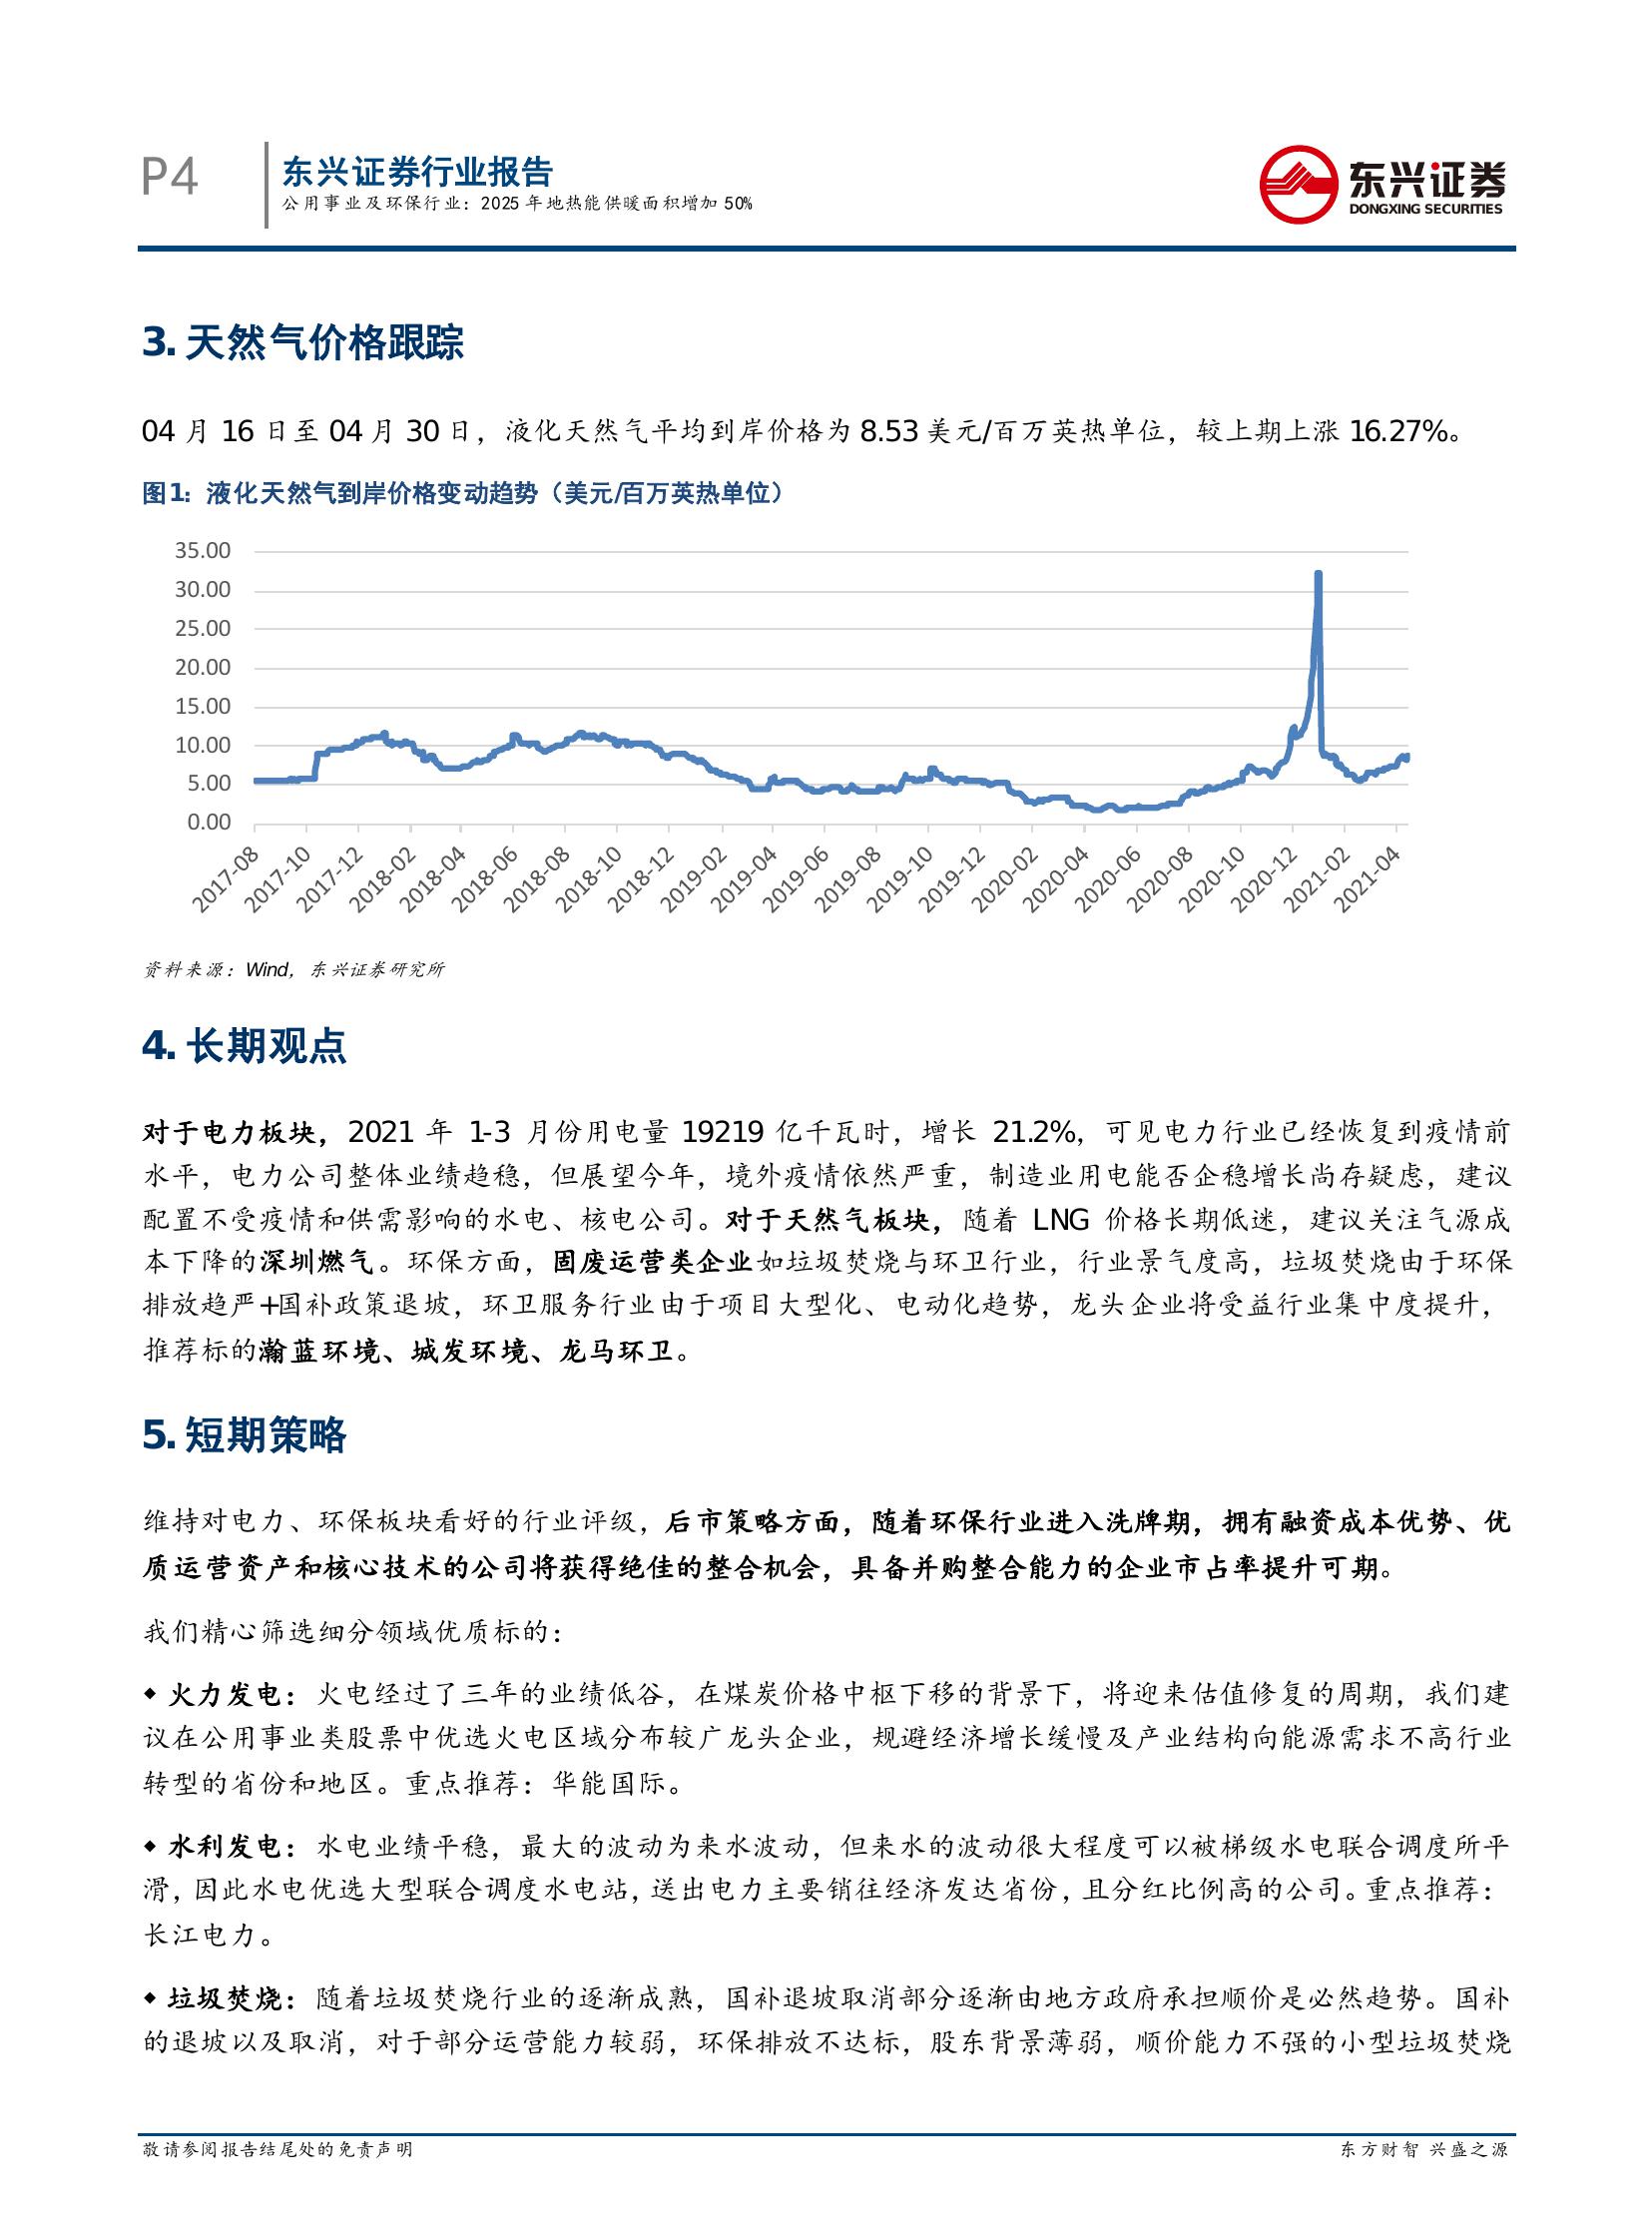 P4
东兴证券行业报告
公用事业及环保行业：2025 年地热能供暖面积增加 50%
东兴证券
DONGXING SECURITIES
3. 天然气价格跟踪
04 月 16 日至 04 月 30 日，液化天然气平均到岸价格为 8.53 美元/百万英热单位，较上期上涨 16.27%。
图1: 液化天然气到岸价格变动趋势（美元/百万英热单位）
35.00
30.00
25.00
20.00
15.00
10.00
5.00
0.00
2017-08
2017-10
2017-12
2018-02
2018-04
2018-06
2018-08
2018-10
2018-12
2019-02
2019-04
2019-06
2019-08
2019-10
2019-12
2020-02
2020-04
2020-06
2020-08
2020-10
2020-12
2021-02
2021-04
资料来源：Wind，东兴证券研究所
4. 长期观点
对于电力板块，2021 年 1-3 月份用电量 19219 亿千瓦时，增长 21.2%，可见电力行业已经恢复到疫情前
水平，电力公司整体业绩趋稳，但展望今年，境外疫情依然严重，制造业用电能否企稳增长尚存疑虑，建议
配置不受疫情和供需影响的水电、核电公司。对于天然气板块，随着 LNG 价格长期低迷，建议关注气源成
本下降的深圳燃气。环保方面，固废运营类企业如垃圾焚烧与环卫行业，行业景气度高，垃圾焚烧由于环保
排放趋严+国补政策退坡，环卫服务行业由于项目大型化、电动化趋势，龙头企业将受益行业集中度提升，
推荐标的瀚蓝环境、城发环境、龙马环卫。
5. 短期策略
维持对电力、环保板块看好的行业评级，后市策略方面，随着环保行业进入洗牌期，拥有融资成本优势、优
质运营资产和核心技术的公司将获得绝佳的整合机会，具备并购整合能力的企业市占率提升可期。
我们精心筛选细分领域优质标的：
◆ 火力发电：火电经过了三年的业绩低谷，在煤炭价格中枢下移的背景下，将迎来估值修复的周期，我们建
议在公用事业类股票中优选火电区域分布较广龙头企业，规避经济增长缓慢及产业结构向能源需求不高行业
转型的省份和地区。重点推荐：华能国际。
◆ 水利发电：水电业绩平稳，最大的波动为来水波动，但来水的波动很大程度可以被梯级水电联合调度所平
滑，因此水电优选大型联合调度水电站，送出电力主要销往经济发达省份，且分红比例高的公司。重点推荐：
长江电力。
◆ 垃圾焚烧：随着垃圾焚烧行业的逐渐成熟，国补退坡取消部分逐渐由地方政府承担顺价是必然趋势。国补
的退坡以及取消，对于部分运营能力较弱，环保排放不达标，股东背景薄弱，顺价能力不强的小型垃圾焚烧
敬请参阅报告结尾处的免责声明
东方财智 兴盛之源